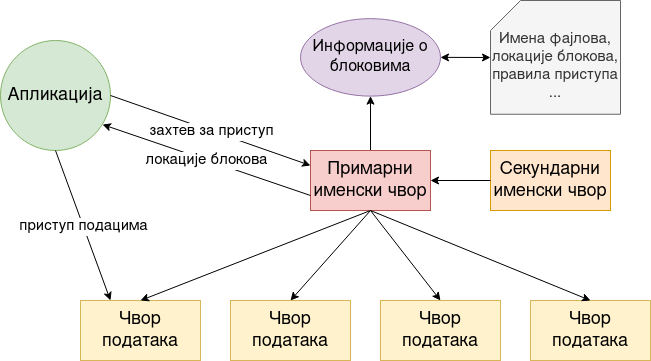 Апликација
Информације о
блоковима
Имена фајлова,
локације блокова,
правила приступа
...
захтев за приступ
локације блокова
Примарни
именски чвор
Секундарни
именски чвор
приступ подацима
Чвор
података
Чвор
података
Чвор
података
Чвор
података